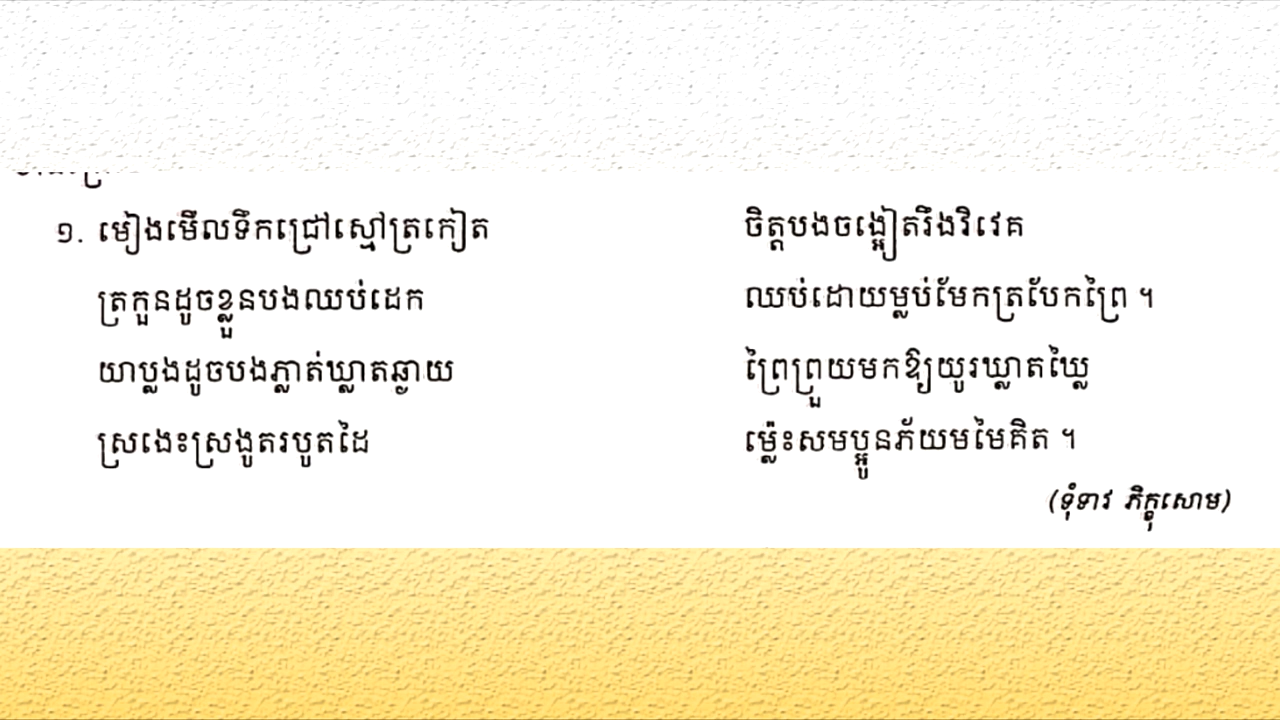 ១. មៀងមើលទឹកជ្រៅស្មៅត្រកៀត ចិត្តបងចង្អៀតរឹងវិវេគ
ត្រកួនដូចខ្លួនបងឈប់ដេក ឈប់ដោយម្លប់មែកត្របែកព្រៃ ។
យាប្លងដូចបងភ្លាត់ឃ្លាតឆ្ងាយ ព្រៃព្រួយមកឱ្យយូរឃ្លាតឃ្លៃ
ស្រងេះស្រងូតរបូតដៃ ម៉្លេះសមប្អូនភ័យមមៃគិត ។
(ទុំទាវ ភិក្ខុសោម)